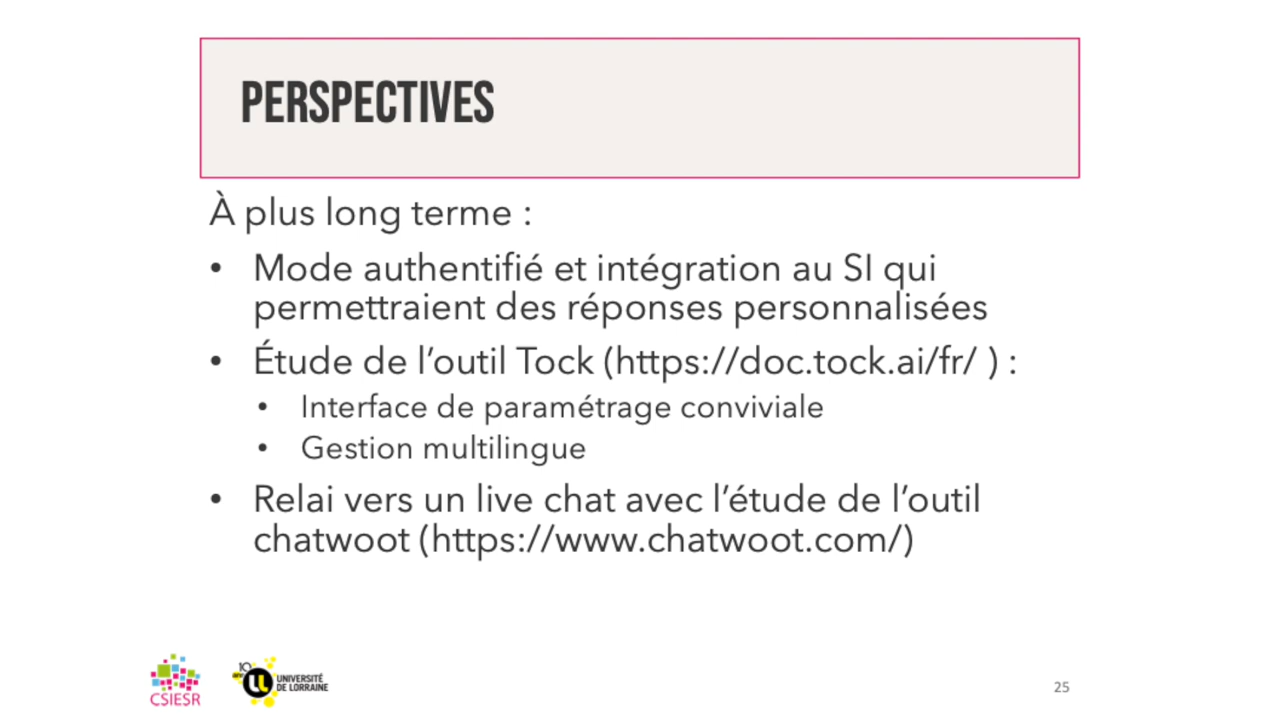 PERSPECTIVES
À plus long terme :
• Mode authentifié et intégration au SI qui
permettraient des réponses personnalisées
• Étude de l’outil Tock (https://doc.tock.ai/fr/ ) :
• Interface de paramétrage conviviale
• Gestion multilingue
• Relai vers un live chat avec l’étude de l’outil
chatwoot (https://www.chatwoot.com/)
CSIESR
10
ans
UNIVERSITÉ
DE LORRAINE
25